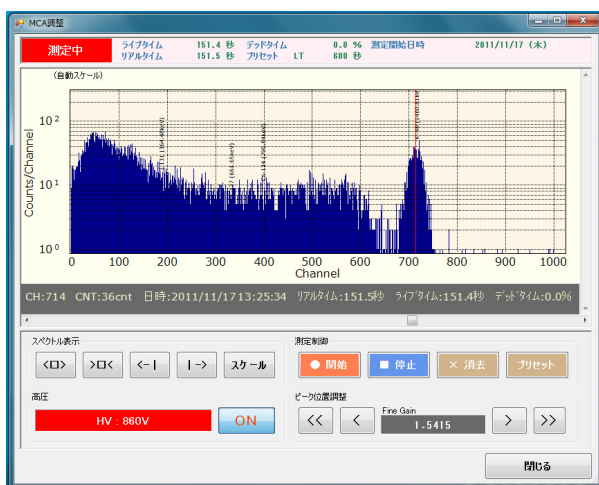 MCA調整
測定中
ライブタイム 151.4 秒 デッドタイム 0.0 % 測定開始日時 2011/11/17 (木)
リアルタイム 151.5 秒 プリセット LT 600 秒
(自動スケール)
10²
10¹
10⁰
Counts/Channel
0 100 200 300 400 500 600 700 800 900 1000
Channel
CH:714 CNT:36cnt 日時:2011/11/1713:25:34 リアルタイム:151.5秒 ライブタイム:151.4秒 デッドタイム:0.0%
スペクトル表示
<□> >□< <-| |-> スケール
測定制御
● 開始 ■ 停止 × 消去 プリセット
高圧
HV : 860V ON
ピーク位置調整
<< < Fine Gain 1.5415 > >>
閉じる